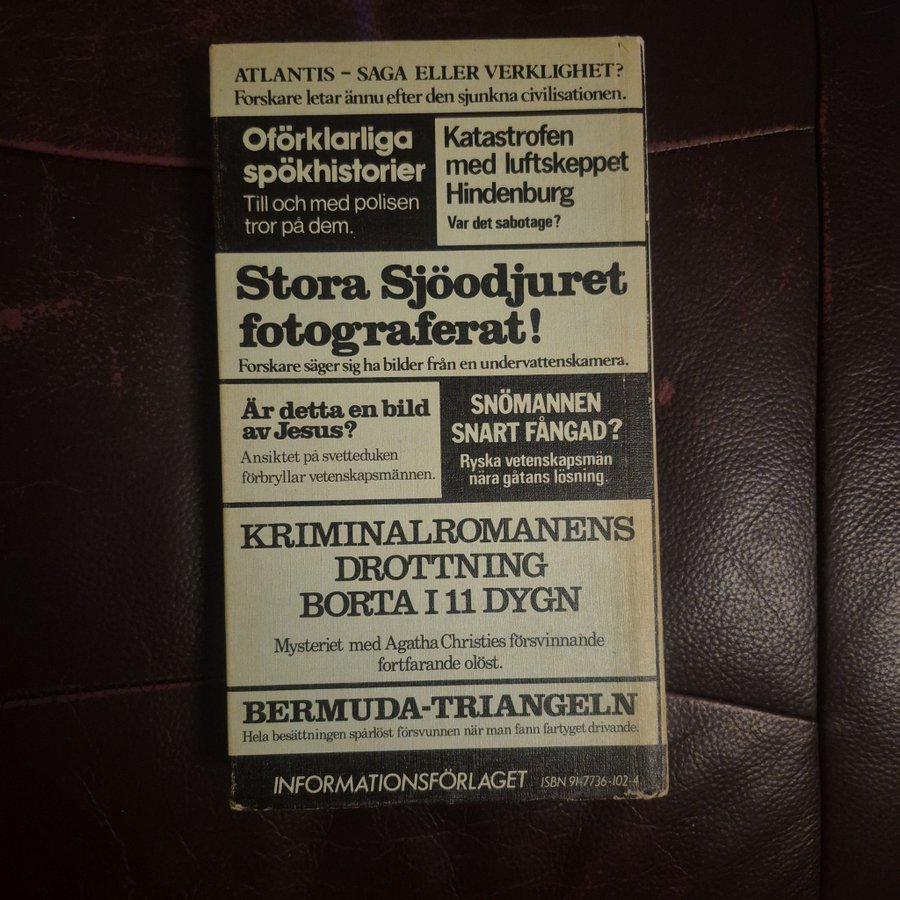 ATLANTIS – SAGA ELLER VERKLIGHET?
Forskare letar ännu efter den sjunkna civilisationen.
Oförklarliga
spökhistorier
Till och med polisen
tror på dem.
Katastrofen
med luftskeppet
Hindenburg
Var det sabotage?
Stora Sjöodjuret
fotograferat!
Forskare säger sig ha bilder från en undervattenskamera.
Är detta en bild
av Jesus?
Ansiktet på svetteduken
förbryllar vetenskapsmännen.
SNÖMANNEN
SNART FÅNGAD?
Ryska vetenskapsmän
nära gåtans lösning.
KRIMINALROMANENS
DROTTNING
BORTA I 11 DYGN
Mysteriet med Agatha Christies försvinnande
fortfarande olöst.
BERMUDA-TRIANGELN
Hela besättningen spårlöst försvunnen när man fann fartyget drivande.
INFORMATIONSFÖRLAGET ISBN 91-7736-102-4